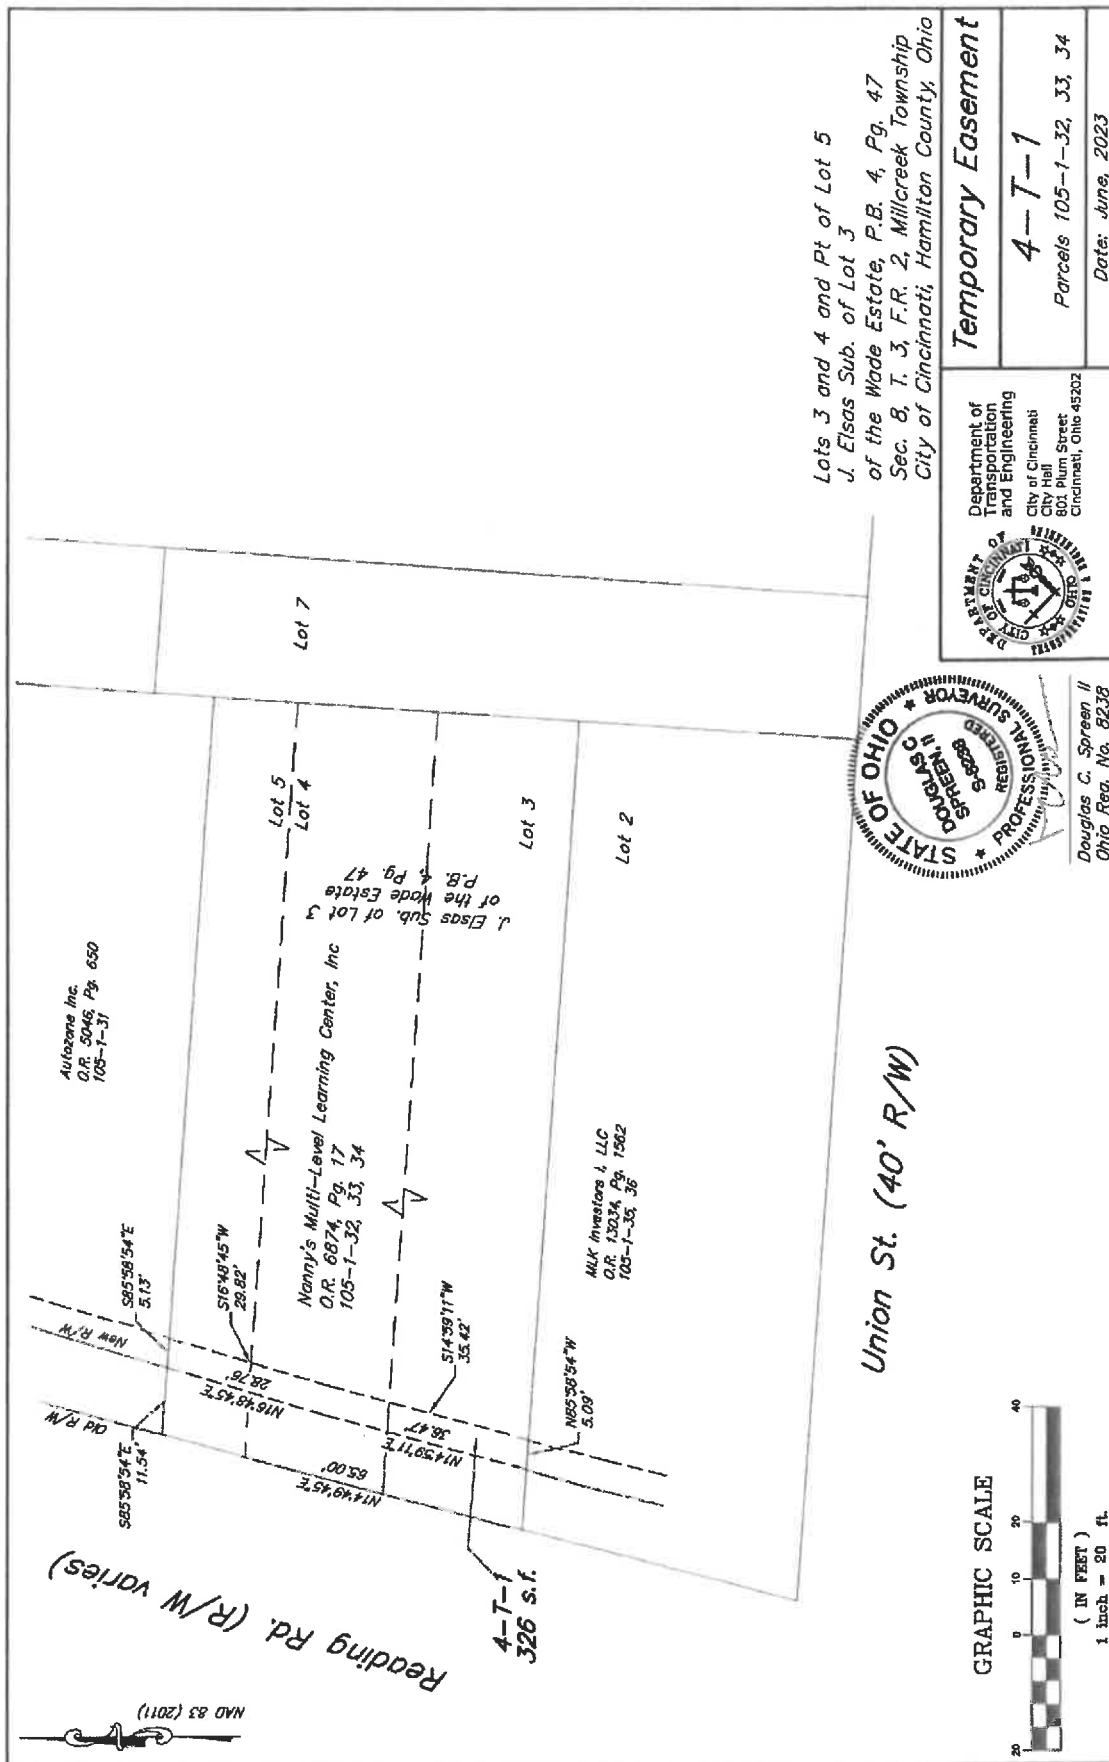 NAD 83 (2011)
Reading Rd. (R/W varies)
Old R/W
New R/W
S85°58'54"E
11.54'
S85°58'54"E
5.13'
S16°48'45"W
29.82'
N16°48'45"E
28.76'
N14°49'45"E
65.00'
N14°59'11"E
36.47
S14°59'11"W
35.42'
N85°58'54"W
5.09'
4-T-1
326 s.f.
Autozone Inc.
O.R. 5046, Pg. 650
105-1-31
Nanny's Multi-Level Learning Center, Inc
O.R. 6874, Pg. 17
105-1-32, 33, 34
MLK Investors I, LLC
O.R. 13034, Pg. 1562
105-1-35, 36
J. Elsas Sub. of Lot 3
of the Wade Estate
P.B. 4, Pg. 47
Lot 5
Lot 4
Lot 7
Lot 3
Lot 2
Union St. (40' R/W)
Lots 3 and 4 and Pt of Lot 5
J. Elsas Sub. of Lot 3
of the Wade Estate, P.B. 4, Pg. 47
Sec. 8, T. 3, F.R. 2, Millcreek Township
City of Cincinnati, Hamilton County, Ohio
GRAPHIC SCALE
20 0 10 20 40
( IN FEET )
1 inch = 20 ft.
STATE OF OHIO
DOUGLAS C
SPREEN, II
S-8238
REGISTERED
PROFESSIONAL SURVEYOR
Douglas C. Spreen II
Ohio Reg. No. 8238
DEPARTMENT OF
CITY OF CINCINNATI
OHIO
Department of
Transportation
and Engineering
City of Cincinnati
City Hall
801 Plum Street
Cincinnati, Ohio 45202
Temporary Easement
4-T-1
Parcels 105-1-32, 33, 34
Date: June, 2023